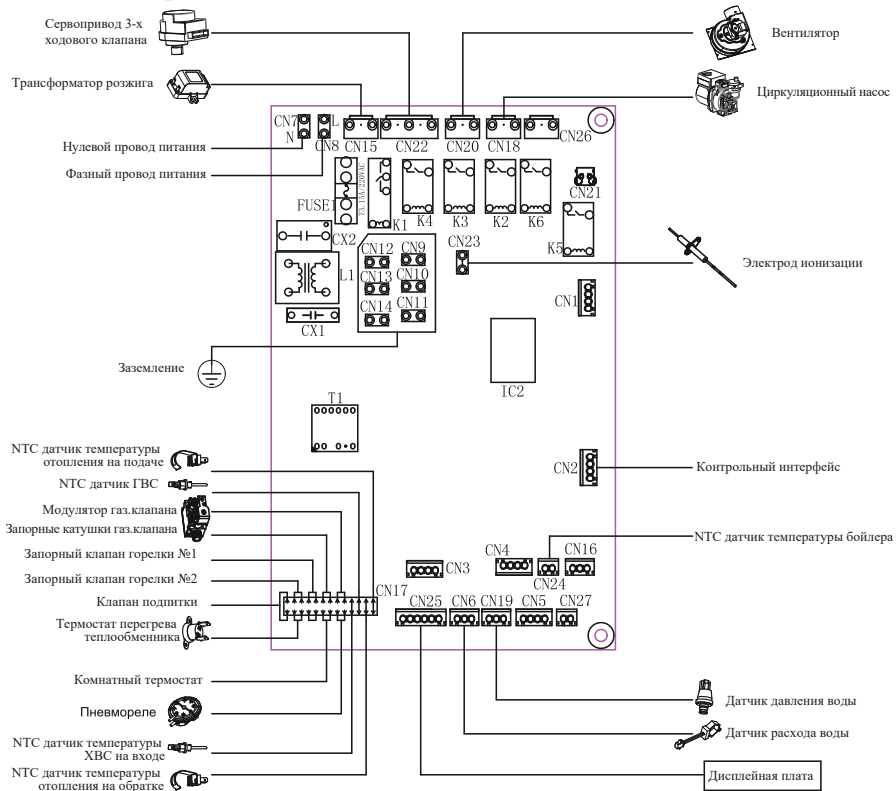 Сервопривод 3-х
ходового клапана
Вентилятор
Трансформатор розжига
Циркуляционный насос
CN7
L
N
CN8
CN15
CN22
CN20
CN18
CN26
Нулевой провод питания
Фазный провод питания
FUSE1
T3.15A/220VAC
K1
K4
K3
K2
K6
CN21
K5
CX2
CN12
CN9
CN23
Электрод ионизации
L1
CN13
CN10
CN14
CN11
CN1
CX1
Заземление
IC2
T1
NTC датчик температуры
отопления на подаче
NTC датчик ГВС
CN2
Контрольный интерфейс
Модулятор газ.клапана
Запорные катушки газ.клапана
NTC датчик температуры бойлера
Запорный клапан горелки №1
CN3
CN4
CN24
CN16
Запорный клапан горелки №2
CN17
Клапан подпитки
CN25
CN6
CN19
CN5
CN27
Термостат перегрева
теплообменника
Комнатный термостат
Датчик давления воды
Пневмореле
Датчик расхода воды
NTC датчик температуры
ХВС на входе
NTC датчик температуры
отопления на обратке
Дисплейная плата